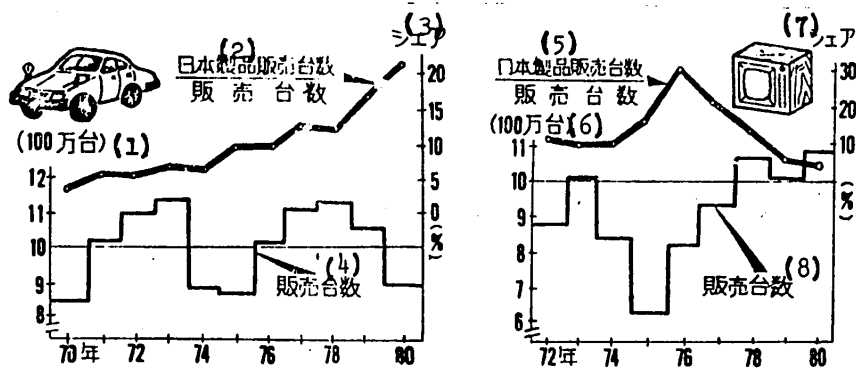 (3)
シェア
(2)
日本製品販売台数
販売台数
20
15
10
5
0
(%)
(100万台) (1)
12
11
10
9
8
(4)
販売台数
70年 72 74 76 78 80
(7)
シェア
(5)
日本製品販売台数
販売台数
30
20
10
(%)
(100万台) (6)
11
10
9
8
7
6
(8)
販売台数
72年 74 76 78 80